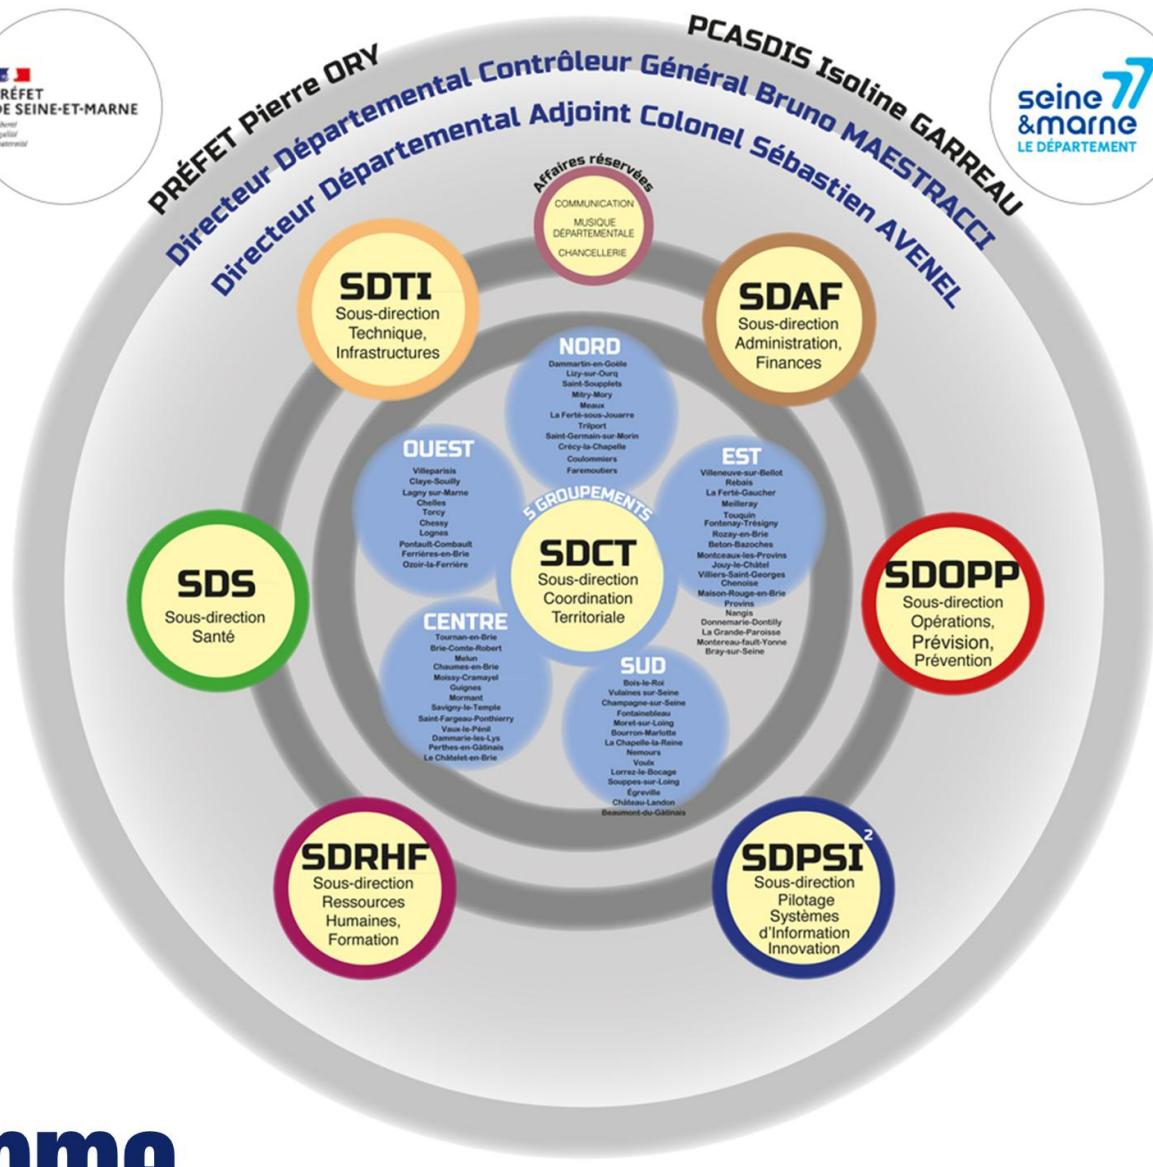 PRÉFET Pierre ORY
PCASDIS Isoline GARREAU
Directeur Départemental Contrôleur Général Bruno MAESTRACCI
Directeur Départemental Adjoint Colonel Sébastien AVENEL
RÉFET
DE SEINE-ET-MARNE
seine 77
&marne
LE DÉPARTEMENT
Affaires réservées
COMMUNICATION
MUSIQUE
DÉPARTEMENTALE
CHANCELLERIE
SDTI
Sous-direction
Technique,
Infrastructures
SDAF
Sous-direction
Administration,
Finances
NORD
Dammartin-en-Goële
Lizy-sur-Ourq
Saint-Soupplets
Mitry-Mory
Meaux
La Ferté-sous-Jouarre
Trilport
Saint-Germain-sur-Morin
Crécy-la-Chapelle
Coulommiers
Faremoutiers
OUEST
Villeparisis
Claye-Souilly
Lagny sur-Marne
Chelles
Torcy
Chessy
Lognes
Pontault-Combault
Ferrières-en-Brie
Ozoir-la-Ferrière
EST
Villeneuve-sur-Bellot
Rebais
La Ferté-Gaucher
Meilleray
Touquin
Fontenay-Trésigny
Rozay-en-Brie
Beton-Bazoches
Montceaux-les-Provins
Jouy-le-Châtel
Villiers-Saint-Georges
Chenoise
Maison-Rouge-en-Brie
Provins
Nangis
Donnemarie-Dontilly
La Grande-Paroisse
Montereau-fault-Yonne
Bray-sur-Seine
5 GROUPEMENTS
SDCT
Sous-direction
Coordination
Territoriale
SDS
Sous-direction
Santé
SDOPP
Sous-direction
Opérations,
Prévision,
Prévention
CENTRE
Tournan-en-Brie
Brie-Comte-Robert
Melun
Chaumes-en-Brie
Moissy-Cramayel
Guignes
Mormant
Savigny-le-Temple
Saint-Fargeau-Ponthierry
Vaux-le-Pénil
Dammarie-les-Lys
Perthes-en-Gâtinais
Le Châtelet-en-Brie
SUD
Bois-le-Roi
Vulaines sur-Seine
Champagne-sur-Seine
Fontainebleau
Moret-sur-Loing
Bourron-Marlotte
La Chapelle-la-Reine
Nemours
Voulx
Lorrez-le-Bocage
Souppes-sur-Loing
Égreville
Château-Landon
Beaumont-du-Gâtinais
SDRHF
Sous-direction
Ressources
Humaines,
Formation
SDPSI²
Sous-direction
Pilotage
Systèmes
d'Information
Innovation